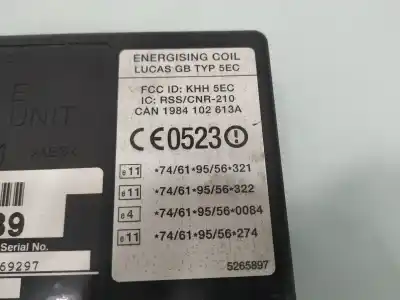 ENERGISING COIL
LUCAS GB TYP 5EC
FCC ID: KHH 5EC
IC: RSS/CNR-210
CAN 1984 102 613A
CE0523
e11 *74/61*95/56*321
e11 *74/61*95/56*322
e4 *74/61*95/56*0084
e11 *74/61*95/56*274
5265897
E
UNIT
>ABS<
39
Serial No.
69297